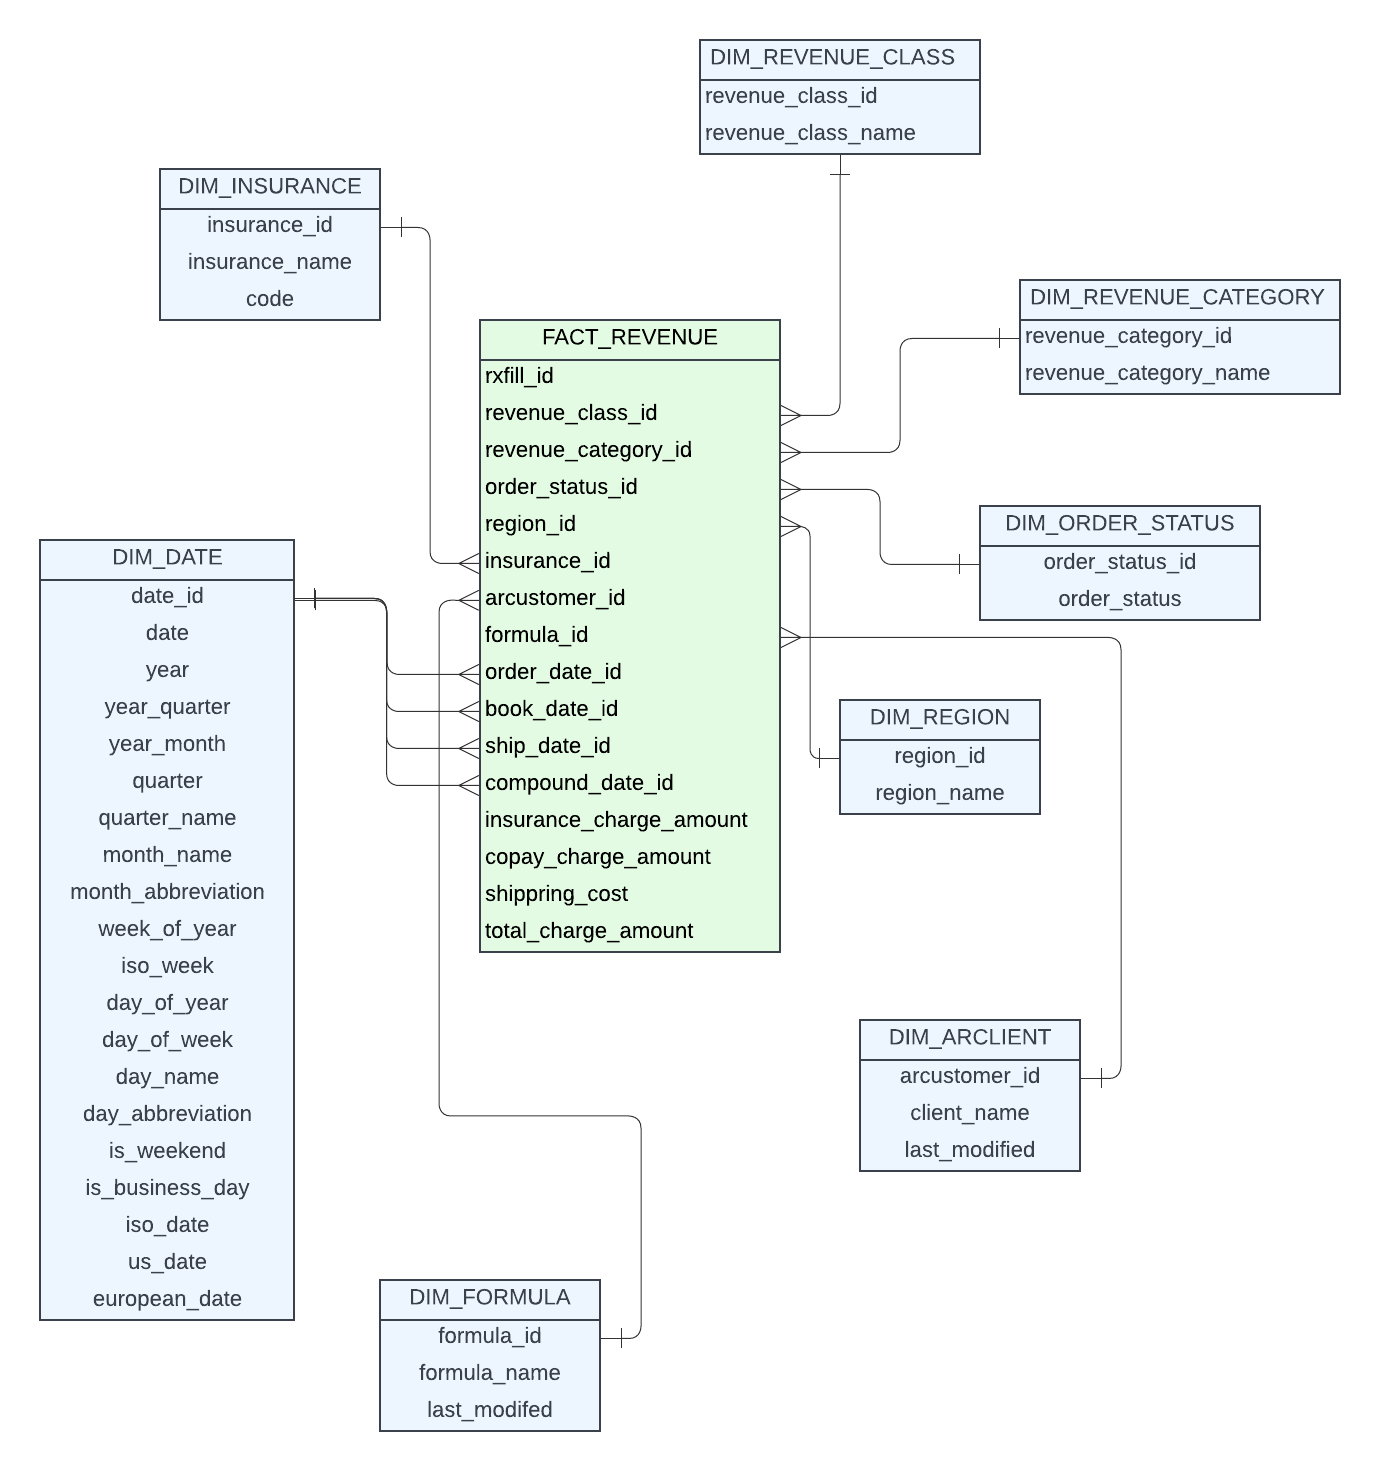 DIM_REVENUE_CLASS
revenue_class_id
revenue_class_name
DIM_INSURANCE
insurance_id
insurance_name
code
DIM_REVENUE_CATEGORY
revenue_category_id
revenue_category_name
FACT_REVENUE
rxfill_id
revenue_class_id
revenue_category_id
order_status_id
region_id
insurance_id
arcustomer_id
formula_id
order_date_id
book_date_id
ship_date_id
compound_date_id
insurance_charge_amount
copay_charge_amount
shippring_cost
total_charge_amount
DIM_ORDER_STATUS
order_status_id
order_status
DIM_DATE
date_id
date
year
year_quarter
year_month
quarter
quarter_name
month_name
month_abbreviation
week_of_year
iso_week
day_of_year
day_of_week
day_name
day_abbreviation
is_weekend
is_business_day
iso_date
us_date
european_date
DIM_REGION
region_id
region_name
DIM_ARCLIENT
arcustomer_id
client_name
last_modified
DIM_FORMULA
formula_id
formula_name
last_modifed